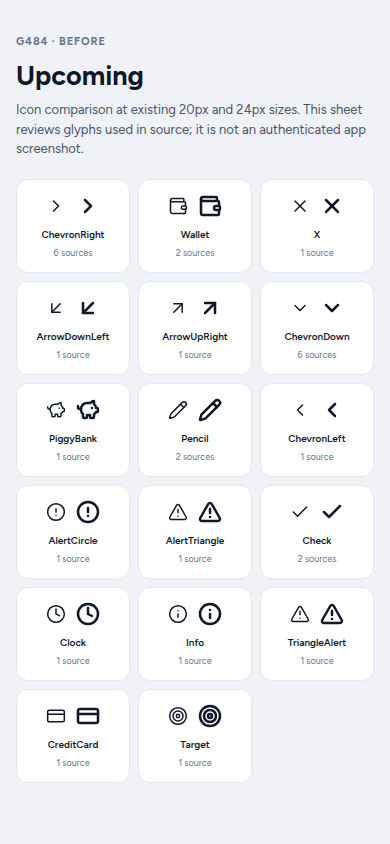 G484 · BEFORE
Upcoming
Icon comparison at existing 20px and 24px sizes. This sheet
reviews glyphs used in source; it is not an authenticated app
screenshot.
ChevronRight
6 sources
Wallet
2 sources
X
1 source
ArrowDownLeft
1 source
ArrowUpRight
1 source
ChevronDown
6 sources
PiggyBank
1 source
Pencil
2 sources
ChevronLeft
1 source
AlertCircle
1 source
AlertTriangle
1 source
Check
2 sources
Clock
1 source
Info
1 source
TriangleAlert
1 source
CreditCard
1 source
Target
1 source